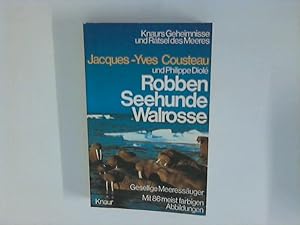 Knaurs Geheimnisse
und Rätsel des Meeres
Jacques-Yves Cousteau
und Philippe Diolé
Robben
Seehunde
Walrosse
Gesellige Meeressäuger
Mit 86 meist farbigen
Abbildungen
Knaur